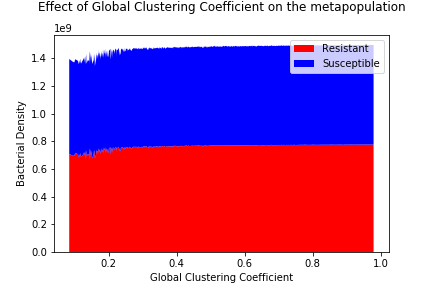 Effect of Global Clustering Coefficient on the metapopulation
1e9
1.4
1.2
1.0
0.8
0.6
0.4
0.2
0.0
Bacterial Density
Resistant
Susceptible
0.2 0.4 0.6 0.8 1.0
Global Clustering Coefficient